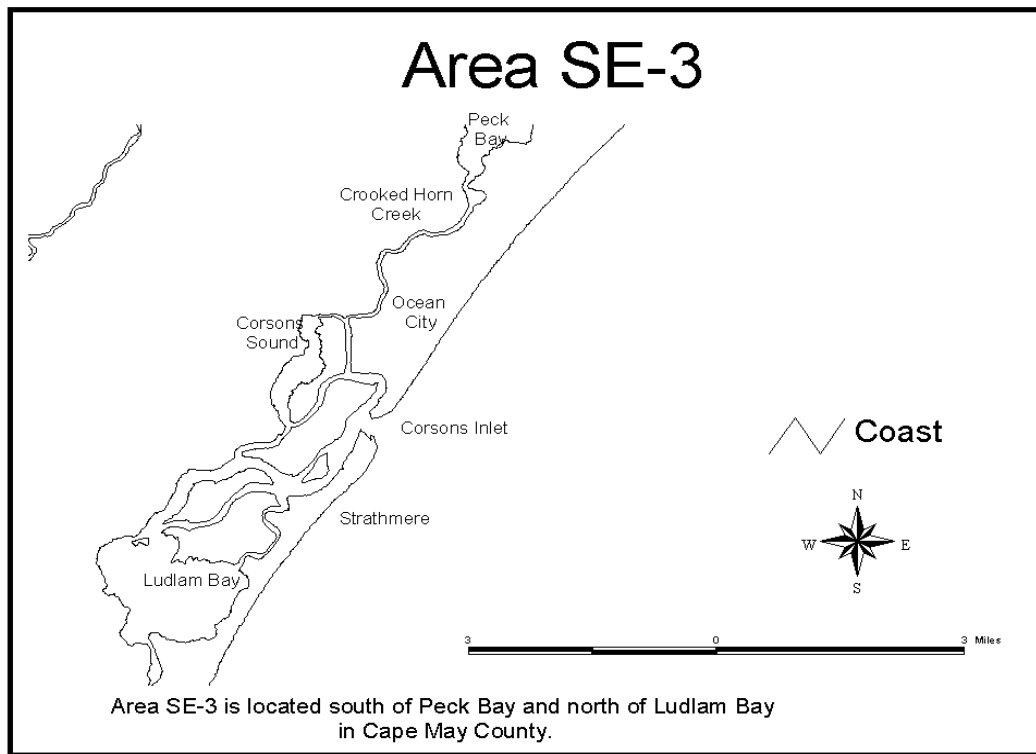 Area SE-3
Peck
Bay
Crooked Horn
Creek
Ocean
City
Corsons
Sound
Corsons Inlet
Coast
N
W E
S
Strathmere
Ludlam Bay
3 0 3 Miles
Area SE-3 is located south of Peck Bay and north of Ludlam Bay
in Cape May County.